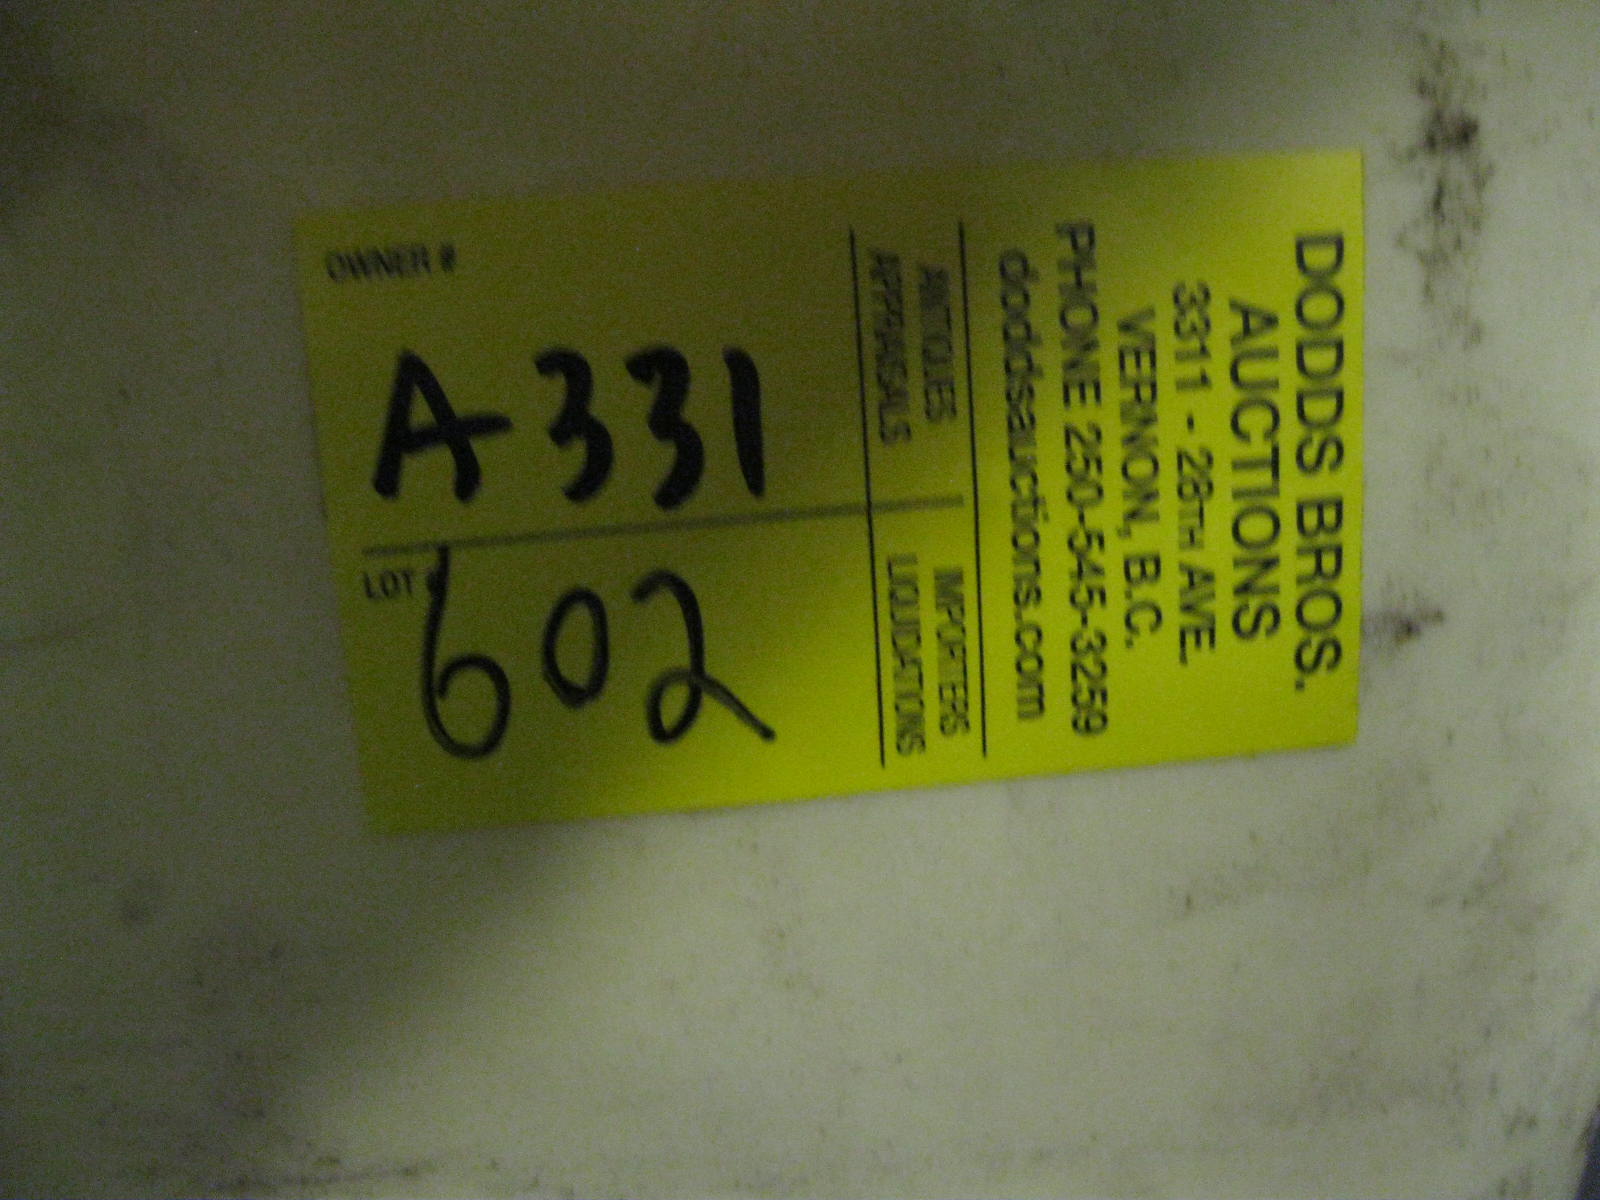 DODDS BROS.
AUCTIONS
3311 - 28TH AVE.
VERNON, B.C.
PHONE 250-545-3259
doddsauctions.com
ANTIQUES
APPRAISALS
IMPORTERS
LIQUIDATIONS
OWNER #
A331
LOT #
602